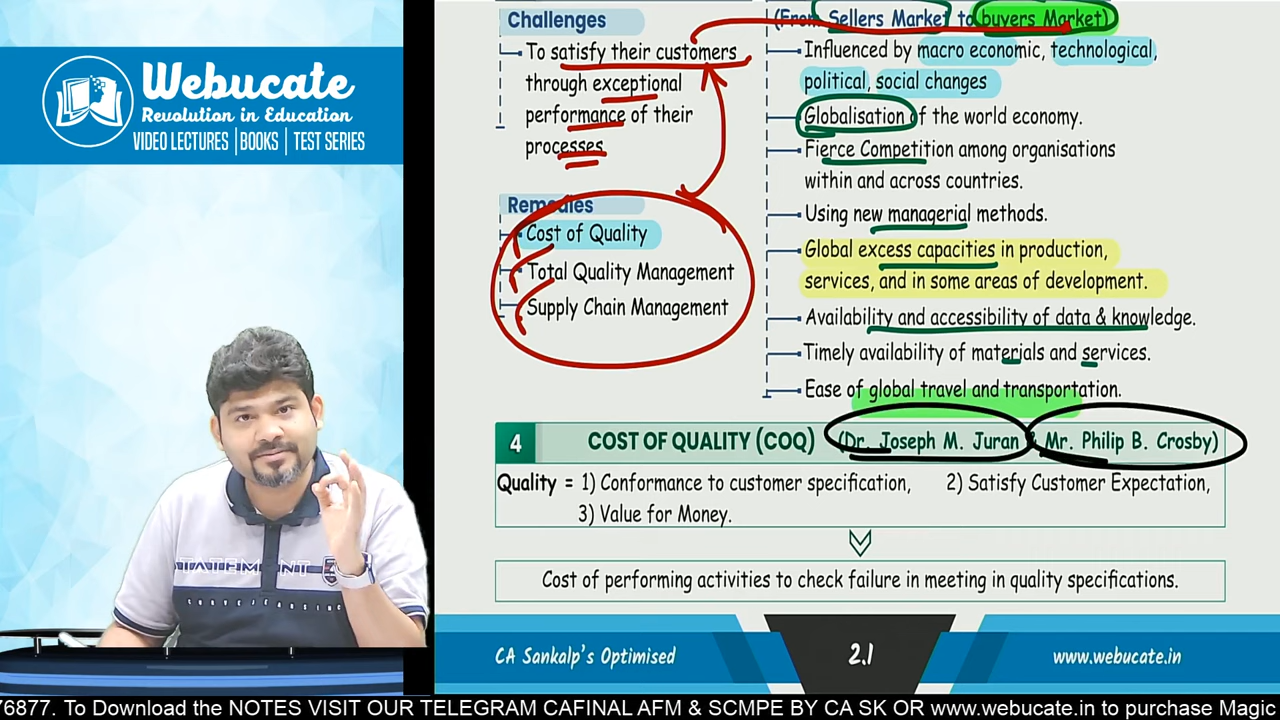 Webucate
Revolution in Education
VIDEO LECTURES | BOOKS | TEST SERIES
Challenges
To satisfy their customers
through exceptional
performance of their
processes
Remedies
Cost of Quality
Total Quality Management
Supply Chain Management
(From Sellers Market to buyers Market)
Influenced by macro economic, technological,
political, social changes
Globalisation of the world economy.
Fierce Competition among organisations
within and across countries.
Using new managerial methods.
Global excess capacities in production,
services, and in some areas of development.
Availability and accessibility of data & knowledge.
Timely availability of materials and services.
Ease of global travel and transportation.
4 COST OF QUALITY (COQ) (Dr. Joseph M. Juran & Mr. Philip B. Crosby)
Quality = 1) Conformance to customer specification, 2) Satisfy Customer Expectation,
3) Value for Money.
Cost of performing activities to check failure in meeting in quality specifications.
CA Sankalp's Optimised 2.1 www.webucate.in
76877. To Download the NOTES VISIT OUR TELEGRAM CAFINAL AFM & SCMPE BY CA SK OR www.webucate.in to purchase Magic